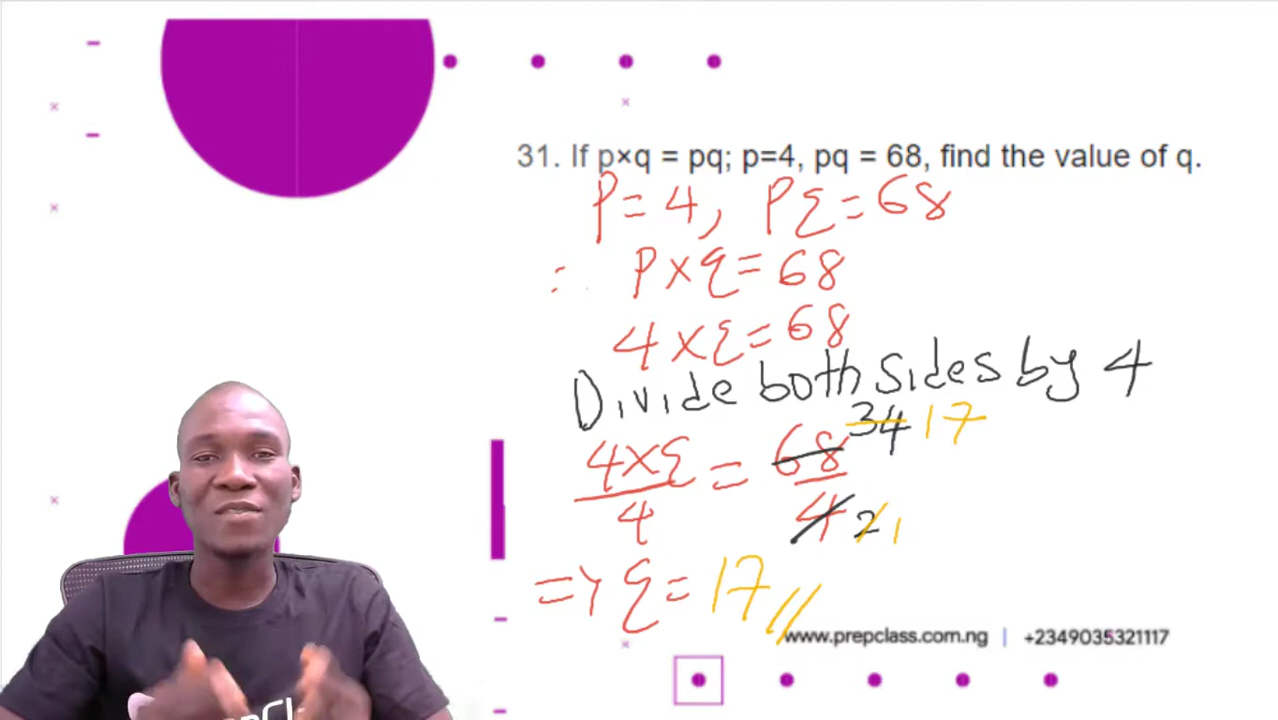 31. If p×q = pq; p=4, pq = 68, find the value of q.
P = 4, Pq = 68
∴ P×q = 68
4×q = 68
Divide both sides by 4
4×q/4 = 68/4 34 17 2 1
=> q = 17//
www.prepclass.com.ng | +2349035321117